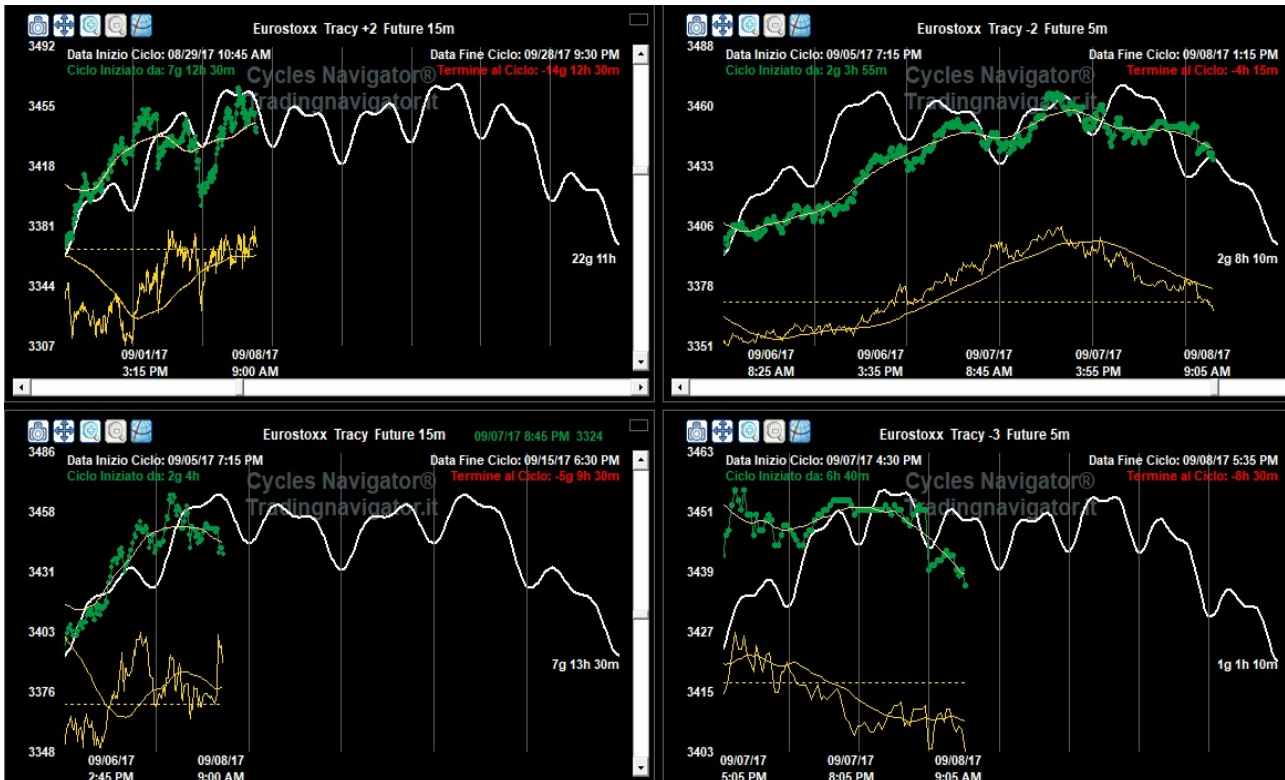 Eurostoxx Tracy +2 Future 15m
3492
Data Inizio Ciclo: 08/29/17 10:45 AM
Data Fine Ciclo: 09/28/17 9:30 PM
Ciclo Iniziato da: 7g 12h 30m
Termine al Ciclo: -14g 12h 30m
Cycles Navigator®
Tradingnavigator.it
3455
3418
3381
3344
3307
22g 11h
09/01/17
3:15 PM
09/08/17
9:00 AM
Eurostoxx Tracy -2 Future 5m
3488
Data Inizio Ciclo: 09/05/17 7:15 PM
Data Fine Ciclo: 09/08/17 1:15 PM
Ciclo Iniziato da: 2g 3h 55m
Termine al Ciclo: -4h 15m
Cycles Navigator®
Tradingnavigator.it
3460
3433
3406
3378
3351
2g 8h 10m
09/06/17
8:25 AM
09/06/17
3:35 PM
09/07/17
8:45 AM
09/07/17
3:55 PM
09/08/17
9:05 AM
Eurostoxx Tracy Future 15m
09/07/17 8:45 PM 3324
3486
Data Inizio Ciclo: 09/05/17 7:15 PM
Data Fine Ciclo: 09/15/17 6:30 PM
Ciclo Iniziato da: 2g 4h
Termine al Ciclo: -5g 9h 30m
Cycles Navigator®
Tradingnavigator.it
3458
3431
3403
3376
3348
7g 13h 30m
09/06/17
2:45 PM
09/08/17
9:00 AM
Eurostoxx Tracy -3 Future 5m
3463
Data Inizio Ciclo: 09/07/17 4:30 PM
Data Fine Ciclo: 09/08/17 5:35 PM
Ciclo Iniziato da: 6h 40m
Termine al Ciclo: -8h 30m
Cycles Navigator®
Tradingnavigator.it
3451
3439
3427
3415
3403
1g 1h 10m
09/07/17
5:05 PM
09/07/17
8:05 PM
09/08/17
9:05 AM